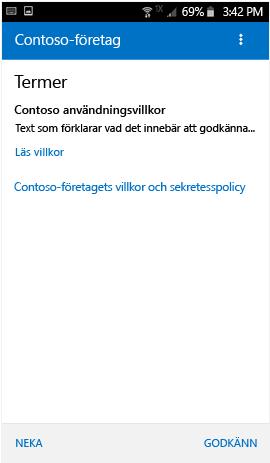 1X 69% 3:42 PM
Contoso-företag
Termer
Contoso användningsvillkor
Text som förklarar vad det innebär att godkänna...
Läs villkor
Contoso-företagets villkor och sekretesspolicy
NEKA GODKÄNN